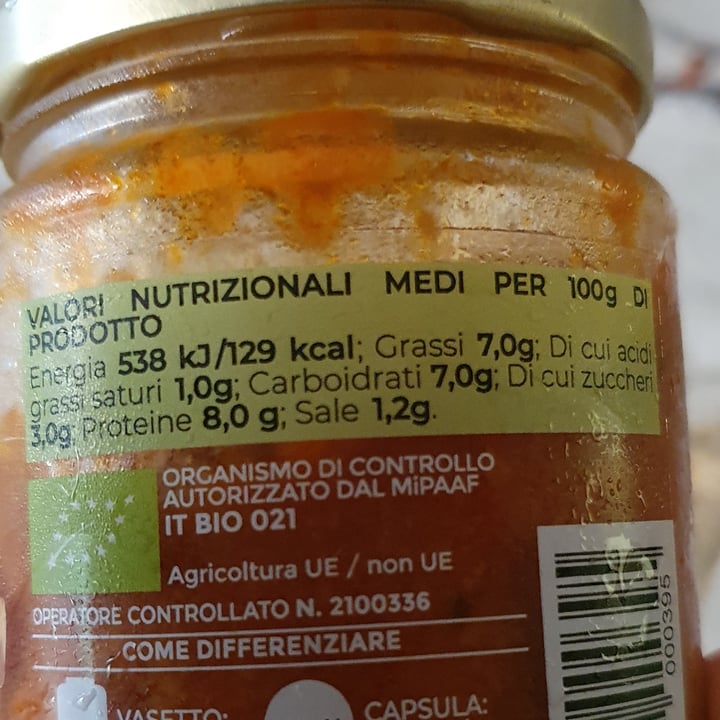 VALORI NUTRIZIONALI MEDI PER 100g DI
PRODOTTO
Energia 538 kJ/129 kcal; Grassi 7,0g; Di cui acidi
grassi saturi 1,0g; Carboidrati 7,0g; Di cui zuccheri
3,0g; Proteine 8,0 g; Sale 1,2g.
ORGANISMO DI CONTROLLO
AUTORIZZATO DAL MiPAAF
IT BIO 021
Agricoltura UE / non UE
OPERATORE CONTROLLATO N. 2100336
COME DIFFERENZIARE
VASETTO: CAPSULA:
000395